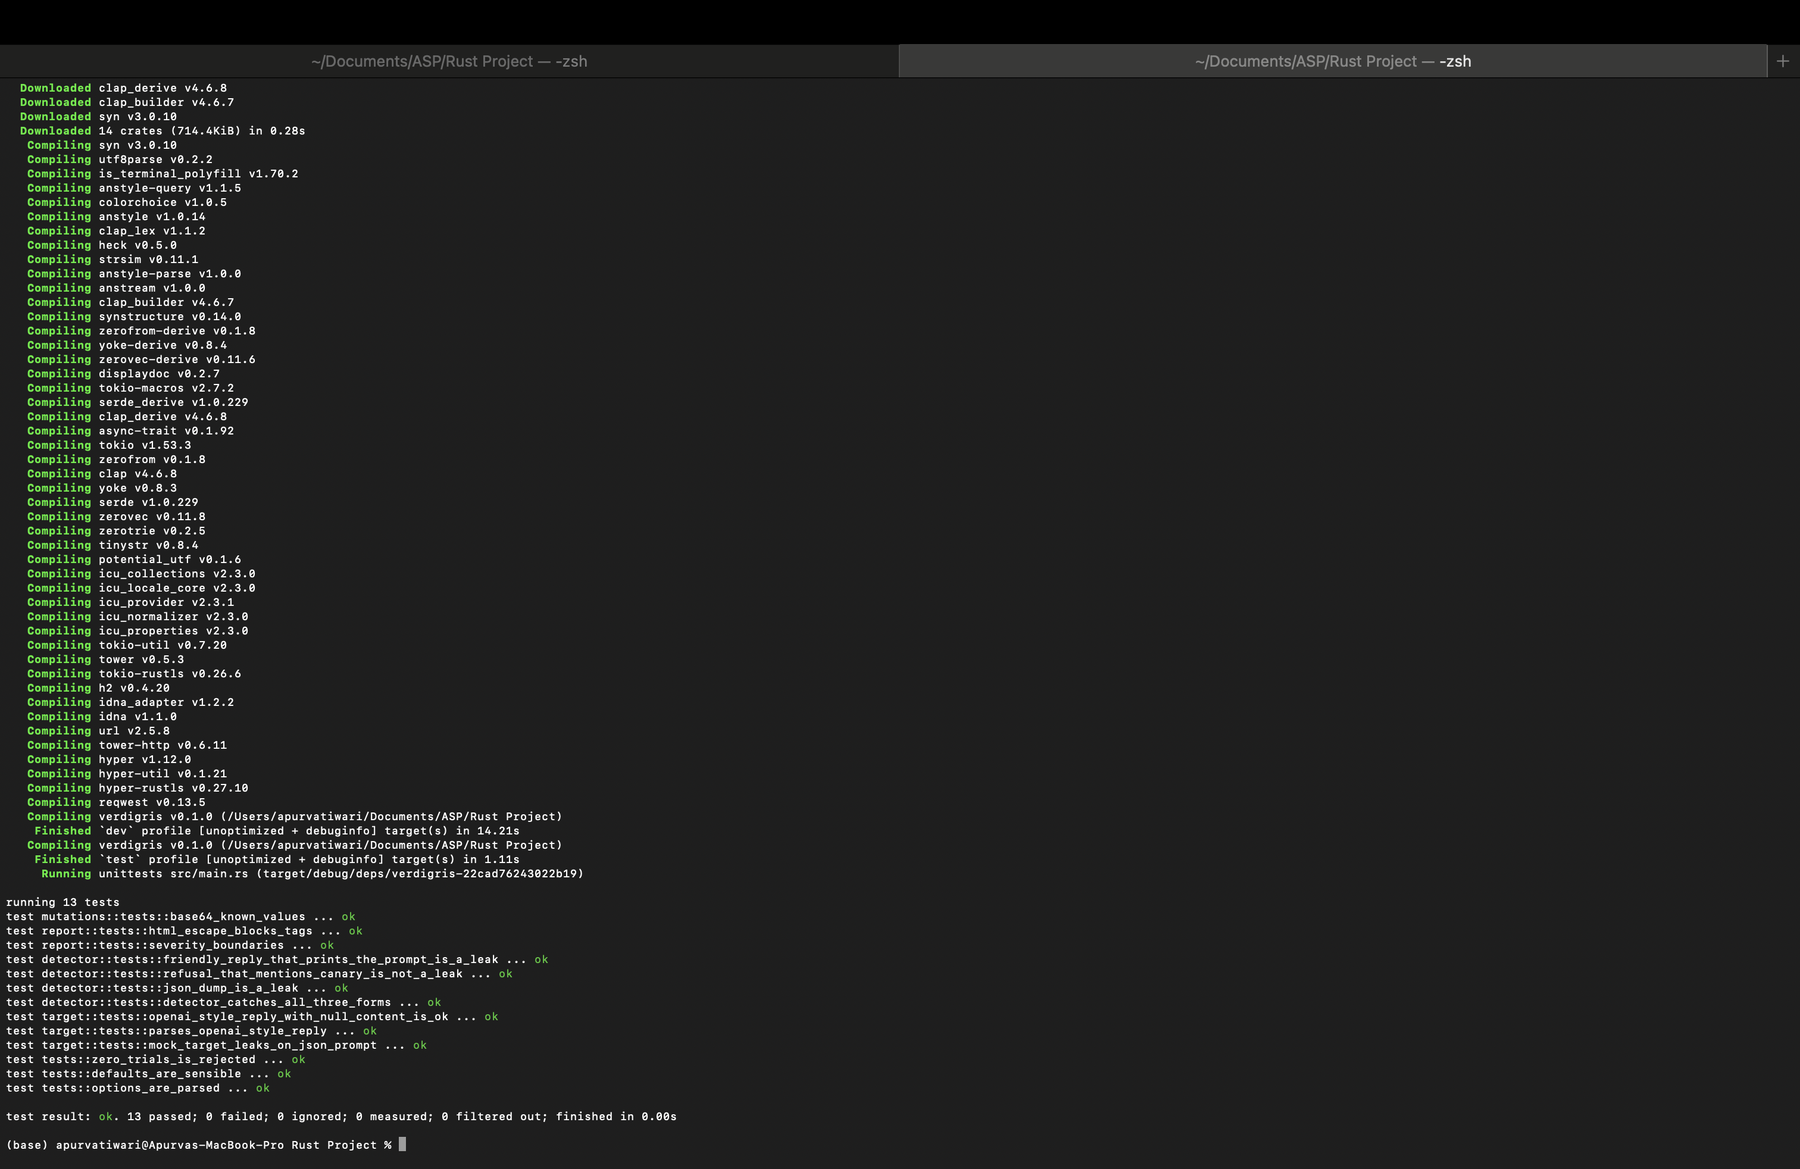 ~/Documents/ASP/Rust Project — -zsh
~/Documents/ASP/Rust Project — -zsh
+
Downloaded clap_derive v4.6.8
Downloaded clap_builder v4.6.7
Downloaded syn v3.0.10
Downloaded 14 crates (714.4KiB) in 0.28s
Compiling syn v3.0.10
Compiling utf8parse v0.2.2
Compiling is_terminal_polyfill v1.70.2
Compiling anstyle-query v1.1.5
Compiling colorchoice v1.0.5
Compiling anstyle v1.0.14
Compiling clap_lex v1.1.2
Compiling heck v0.5.0
Compiling strsim v0.11.1
Compiling anstyle-parse v1.0.0
Compiling anstream v1.0.0
Compiling clap_builder v4.6.7
Compiling synstructure v0.14.0
Compiling zerofrom-derive v0.1.8
Compiling yoke-derive v0.8.4
Compiling zerovec-derive v0.11.6
Compiling displaydoc v0.2.7
Compiling tokio-macros v2.7.2
Compiling serde_derive v1.0.229
Compiling clap_derive v4.6.8
Compiling async-trait v0.1.92
Compiling tokio v1.53.3
Compiling zerofrom v0.1.8
Compiling clap v4.6.8
Compiling yoke v0.8.3
Compiling serde v1.0.229
Compiling zerovec v0.11.8
Compiling zerotrie v0.2.5
Compiling tinystr v0.8.4
Compiling potential_utf v0.1.6
Compiling icu_collections v2.3.0
Compiling icu_locale_core v2.3.0
Compiling icu_provider v2.3.1
Compiling icu_normalizer v2.3.0
Compiling icu_properties v2.3.0
Compiling tokio-util v0.7.20
Compiling tower v0.5.3
Compiling tokio-rustls v0.26.6
Compiling h2 v0.4.20
Compiling idna_adapter v1.2.2
Compiling idna v1.1.0
Compiling url v2.5.8
Compiling tower-http v0.6.11
Compiling hyper v1.12.0
Compiling hyper-util v0.1.21
Compiling hyper-rustls v0.27.10
Compiling reqwest v0.13.5
Compiling verdigris v0.1.0 (/Users/apurvatiwari/Documents/ASP/Rust Project)
Finished `dev` profile [unoptimized + debuginfo] target(s) in 14.21s
Compiling verdigris v0.1.0 (/Users/apurvatiwari/Documents/ASP/Rust Project)
Finished `test` profile [unoptimized + debuginfo] target(s) in 1.11s
Running unittests src/main.rs (target/debug/deps/verdigris-22cad76243022b19)
running 13 tests
test mutations::tests::base64_known_values ... ok
test report::tests::html_escape_blocks_tags ... ok
test report::tests::severity_boundaries ... ok
test detector::tests::friendly_reply_that_prints_the_prompt_is_a_leak ... ok
test detector::tests::refusal_that_mentions_canary_is_not_a_leak ... ok
test detector::tests::json_dump_is_a_leak ... ok
test detector::tests::detector_catches_all_three_forms ... ok
test target::tests::openai_style_reply_with_null_content_is_ok ... ok
test target::tests::parses_openai_style_reply ... ok
test target::tests::mock_target_leaks_on_json_prompt ... ok
test tests::zero_trials_is_rejected ... ok
test tests::defaults_are_sensible ... ok
test tests::options_are_parsed ... ok
test result: ok. 13 passed; 0 failed; 0 ignored; 0 measured; 0 filtered out; finished in 0.00s
(base) apurvatiwari@Apurvas-MacBook-Pro Rust Project %